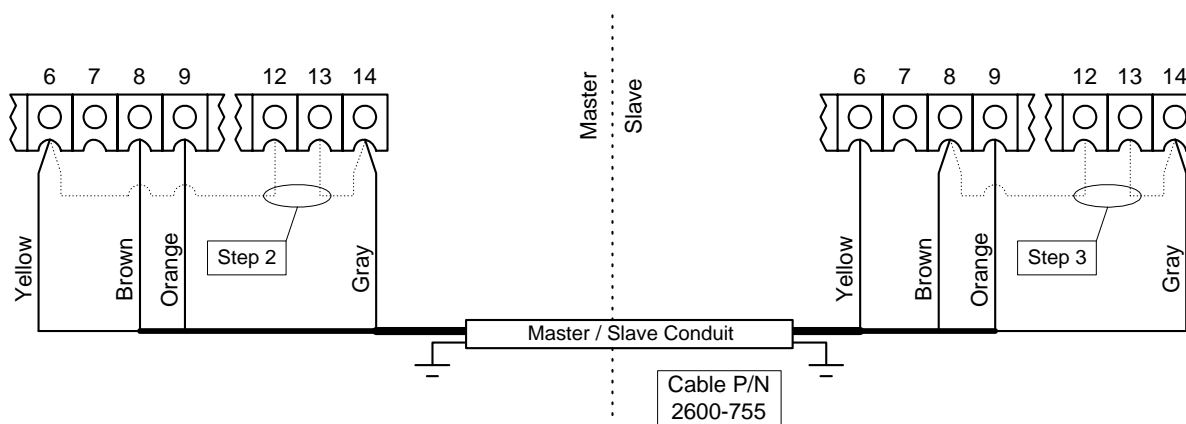 6 7 8 9 12 13 14
6 7 8 9 12 13 14
Master
Slave
Yellow
Brown
Orange
Step 2
Gray
Yellow
Brown
Orange
Step 3
Gray
Master / Slave Conduit
Cable P/N
2600-755